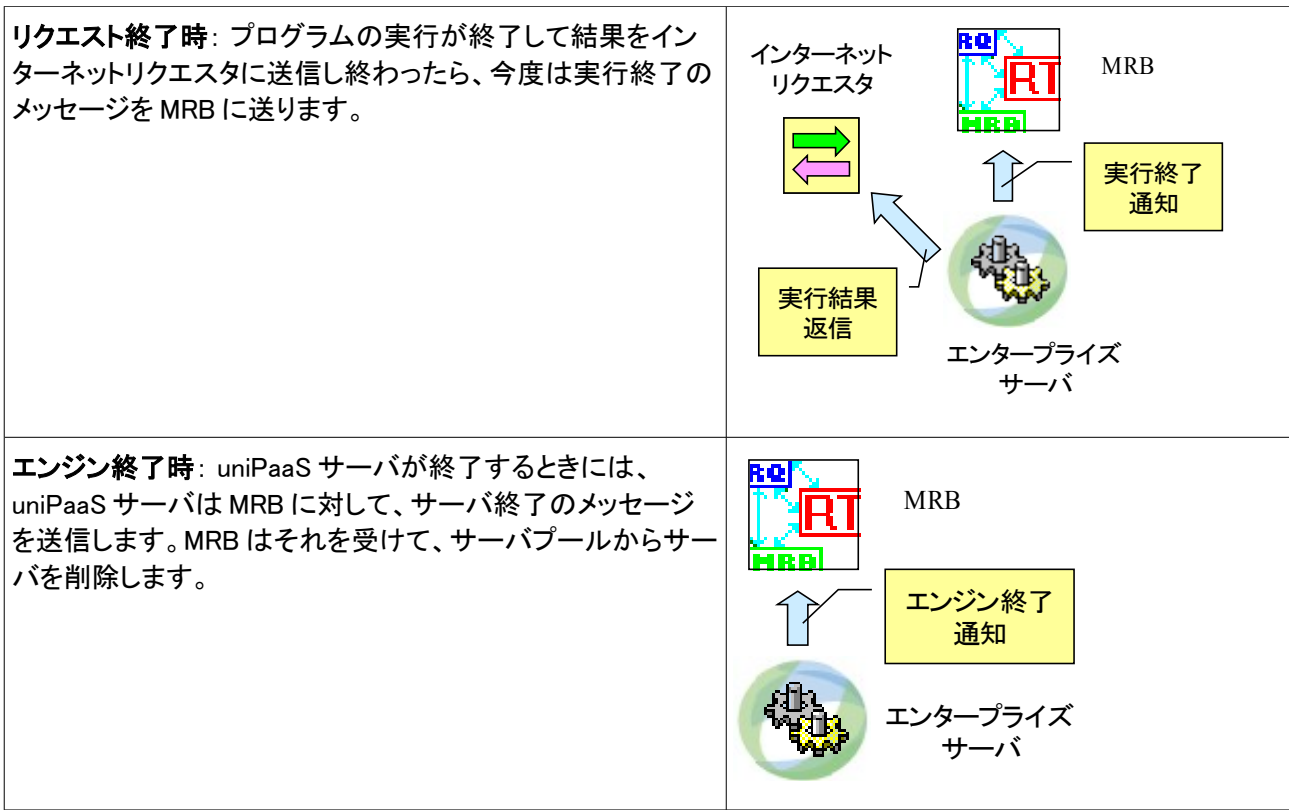 リクエスト終了時: プログラムの実行が終了して結果をイン
ターネットリクエスタに送信し終わったら、今度は実行終了の
メッセージを MRB に送ります。
インターネット
リクエスタ
RQ
RT
MRB
MRB
実行終了
通知
実行結果
返信
エンタープライズ
サーバ
エンジン終了時: uniPaaS サーバが終了するときには、
uniPaaS サーバは MRB に対して、サーバ終了のメッセージ
を送信します。MRB はそれを受けて、サーバプールからサー
バを削除します。
RQ
RT
MRB
MRB
エンジン終了
通知
エンタープライズ
サーバ